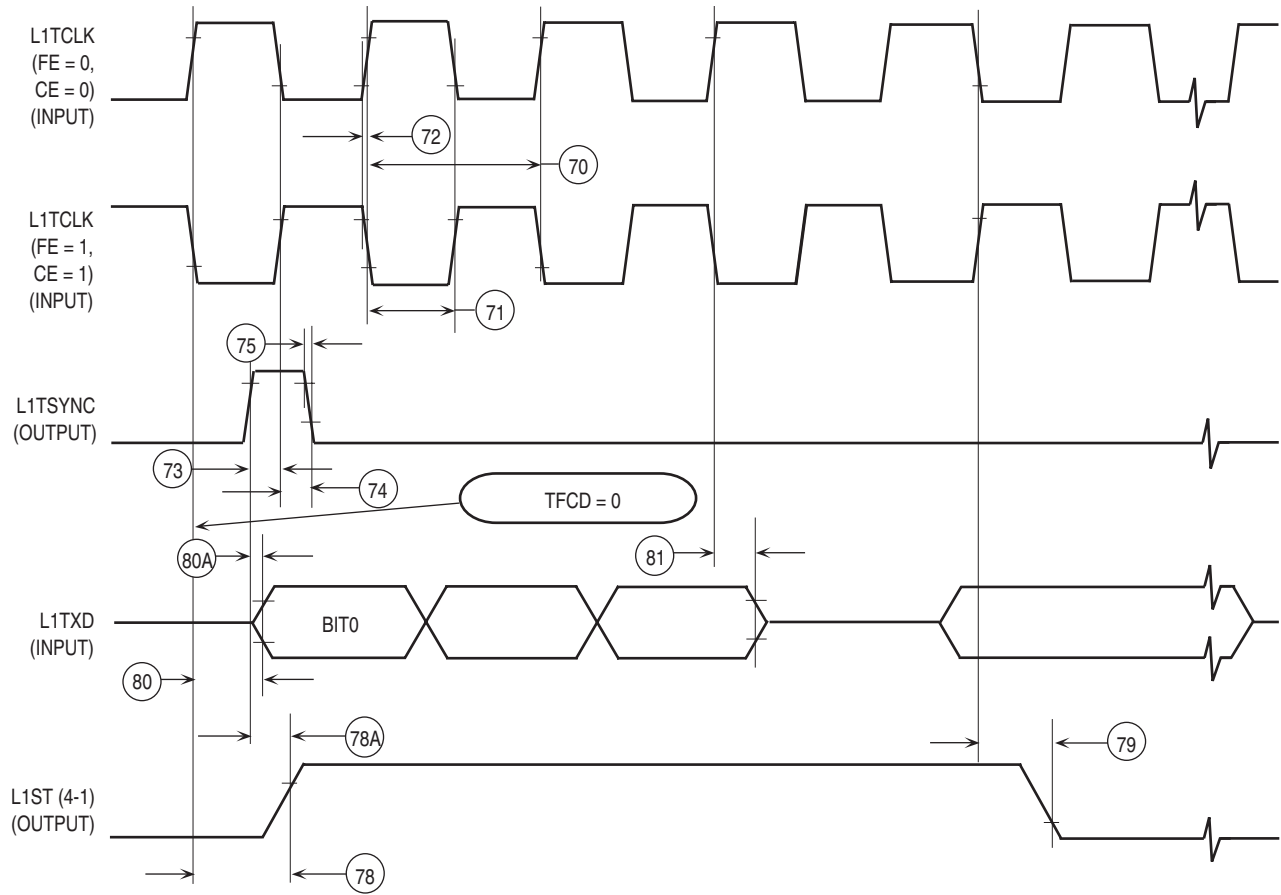 L1TCLK
(FE = 0,
CE = 0)
(INPUT)
72
70
L1TCLK
(FE = 1,
CE = 1)
(INPUT)
71
75
L1TSYNC
(OUTPUT)
73
74
TFCD = 0
80A
81
L1TXD
(INPUT)
BIT0
80
78A
79
L1ST (4-1)
(OUTPUT)
78